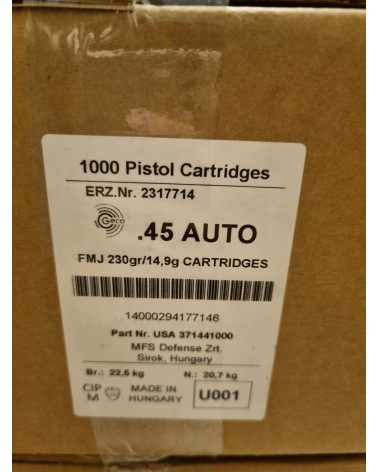 1000 Pistol Cartridges
ERZ.Nr. 2317714
Geco
.45 AUTO
FMJ 230gr/14,9g CARTRIDGES
14000294177146
Part Nr. USA 371441000
MFS Defense Zrt.
Sirok, Hungary
Br.: 22,5 kg N.: 20,7 kg
CIP M MADE IN HUNGARY U001